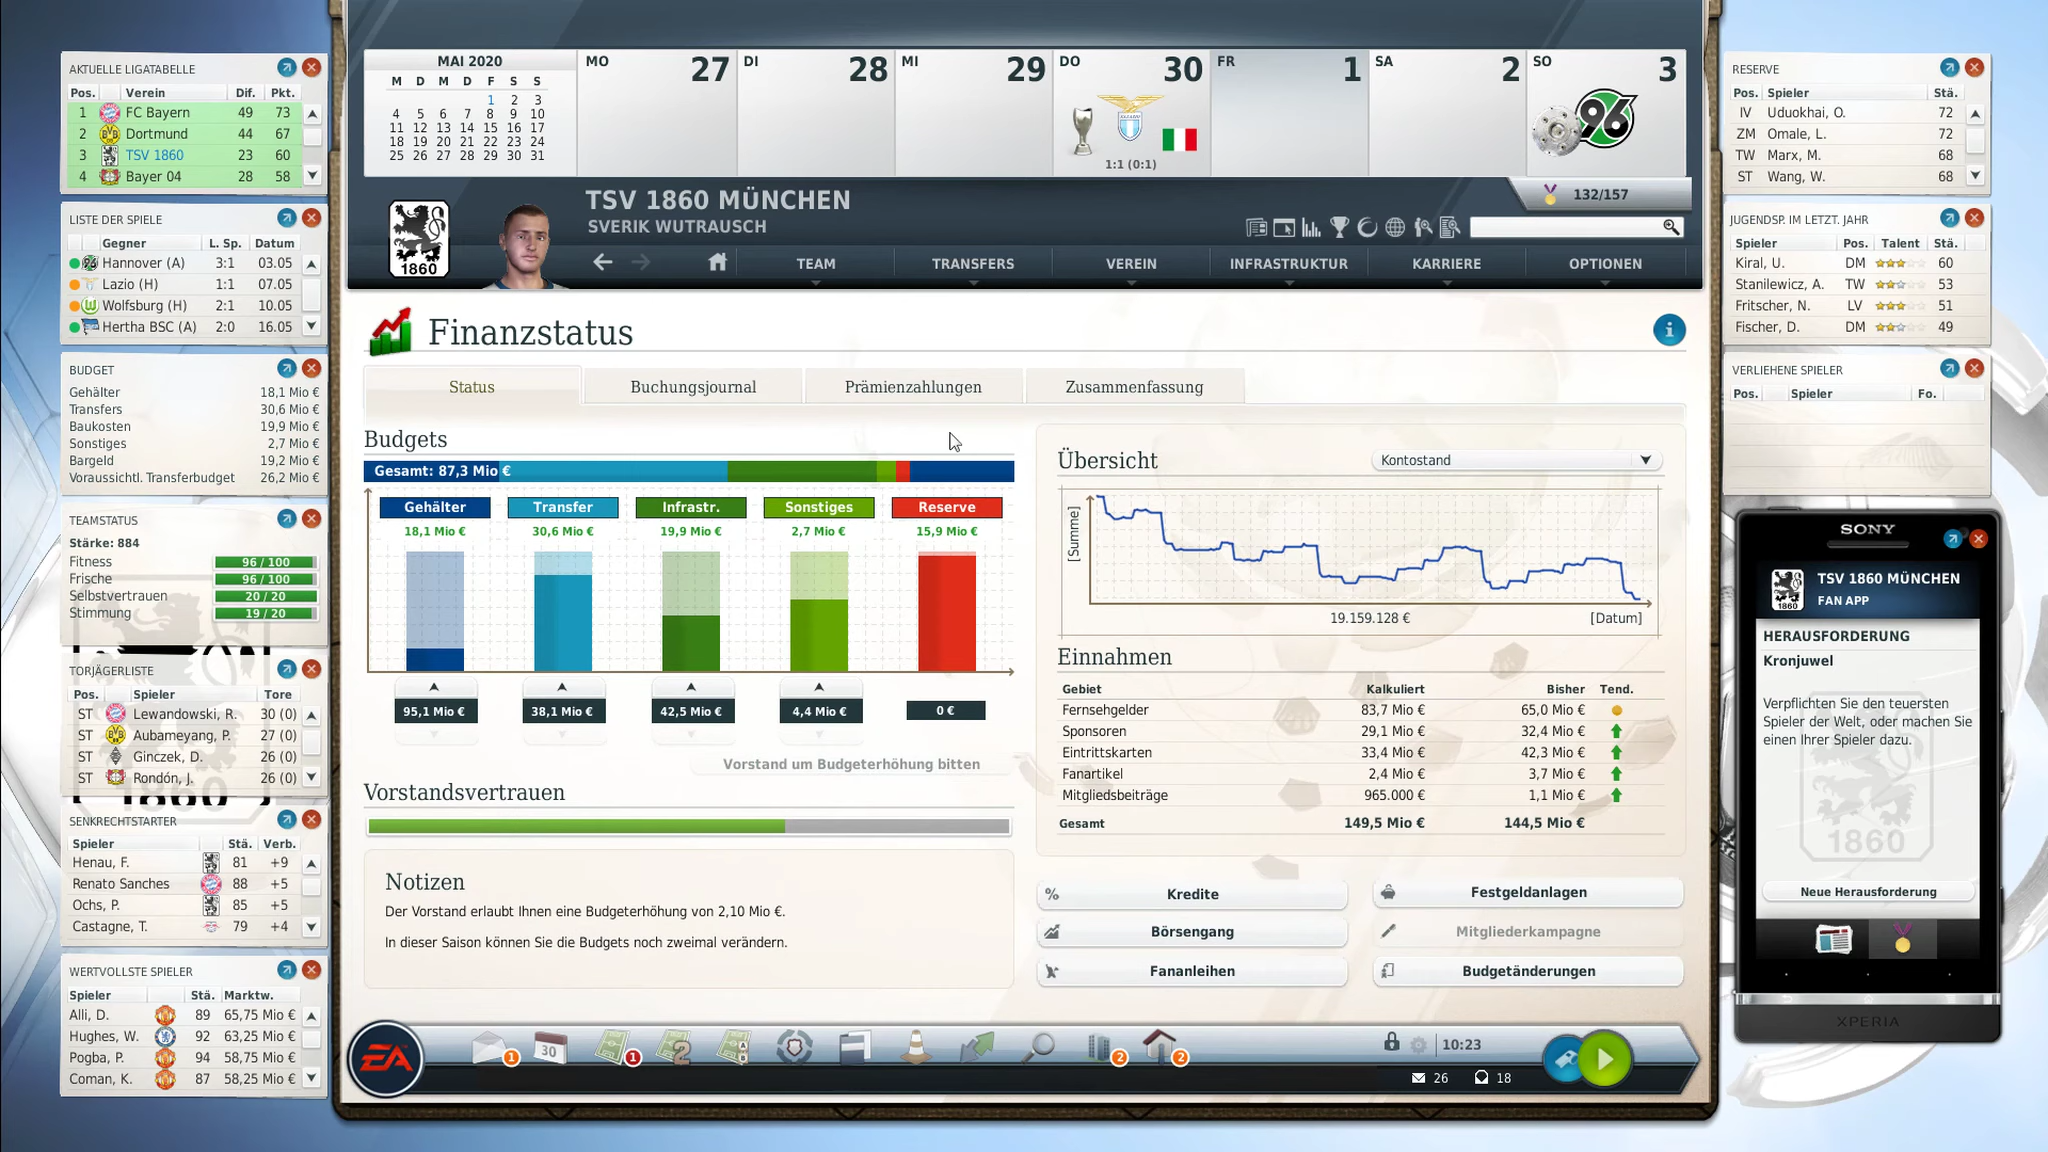 AKTUELLE LIGATABELLE
Pos. Verein Dif. Pkt.
1 FC Bayern 49 73
2 Dortmund 44 67
3 TSV 1860 23 60
4 Bayer 04 28 58
LISTE DER SPIELE
Gegner L. Sp. Datum
Hannover (A) 3:1 03.05
Lazio (H) 1:1 07.05
Wolfsburg (H) 2:1 10.05
Hertha BSC (A) 2:0 16.05
BUDGET
Gehälter 18,1 Mio €
Transfers 30,6 Mio €
Baukosten 19,9 Mio €
Sonstiges 2,7 Mio €
Bargeld 19,2 Mio €
Voraussichtl. Transferbudget 26,2 Mio €
TEAMSTATUS
Stärke: 884
Fitness 96 / 100
Frische 96 / 100
Selbstvertrauen 20 / 20
Stimmung 19 / 20
TORJÄGERLISTE
Pos. Spieler Tore
ST Lewandowski, R. 30 (0)
ST Aubameyang, P. 27 (0)
ST Ginczek, D. 26 (0)
ST Rondón, J. 26 (0)
SENKRECHTSTARTER
Spieler Stä. Verb.
Henau, F. 81 +9
Renato Sanches 88 +5
Ochs, P. 85 +5
Castagne, T. 79 +4
WERTVOLLSTE SPIELER
Spieler Stä. Marktw.
Alli, D. 89 65,75 Mio €
Hughes, W. 92 63,25 Mio €
Pogba, P. 94 58,75 Mio €
Coman, K. 87 58,25 Mio €
MAI 2020
M D M D F S S
1 2 3
4 5 6 7 8 9 10
11 12 13 14 15 16 17
18 19 20 21 22 23 24
25 26 27 28 29 30 31
MO 27
DI 28
MI 29
DO 30
1:1 (0:1)
FR 1
SA 2
SO 3
96
1860
TSV 1860 MÜNCHEN
SVERIK WUTRAUSCH
132/157
TEAM TRANSFERS VEREIN INFRASTRUKTUR KARRIERE OPTIONEN
Finanzstatus
Status Buchungsjournal Prämienzahlungen Zusammenfassung
Budgets
Gesamt: 87,3 Mio €
Gehälter Transfer Infrastr. Sonstiges Reserve
18,1 Mio € 30,6 Mio € 19,9 Mio € 2,7 Mio € 15,9 Mio €
95,1 Mio € 38,1 Mio € 42,5 Mio € 4,4 Mio € 0 €
Vorstand um Budgeterhöhung bitten
Vorstandsvertrauen
Notizen
Der Vorstand erlaubt Ihnen eine Budgeterhöhung von 2,10 Mio €.
In dieser Saison können Sie die Budgets noch zweimal verändern.
Übersicht
Kontostand
[Summe]
19.159.128 €
[Datum]
Einnahmen
Gebiet Kalkuliert Bisher Tend.
Fernsehgelder 83,7 Mio € 65,0 Mio €
Sponsoren 29,1 Mio € 32,4 Mio €
Eintrittskarten 33,4 Mio € 42,3 Mio €
Fanartikel 2,4 Mio € 3,7 Mio €
Mitgliedsbeiträge 965.000 € 1,1 Mio €
Gesamt 149,5 Mio € 144,5 Mio €
Kredite Festgeldanlagen
Börsengang Mitgliederkampagne
Fananleihen Budgetänderungen
EA
1
30
1
2
2
2
10:23
26 18
RESERVE
Pos. Spieler Stä.
IV Uduokhai, O. 72
ZM Omale, L. 72
TW Marx, M. 68
ST Wang, W. 68
JUGENDSP. IM LETZT. JAHR
Spieler Pos. Talent Stä.
Kiral, U. DM 60
Stanilewicz, A. TW 53
Fritscher, N. LV 51
Fischer, D. DM 49
VERLIEHENE SPIELER
Pos. Spieler Fo.
SONY
1860
TSV 1860 MÜNCHEN
FAN APP
HERAUSFORDERUNG
Kronjuwel
Verpflichten Sie den teuersten
Spieler der Welt, oder machen Sie
einen Ihrer Spieler dazu.
1860
Neue Herausforderung
XPERIA